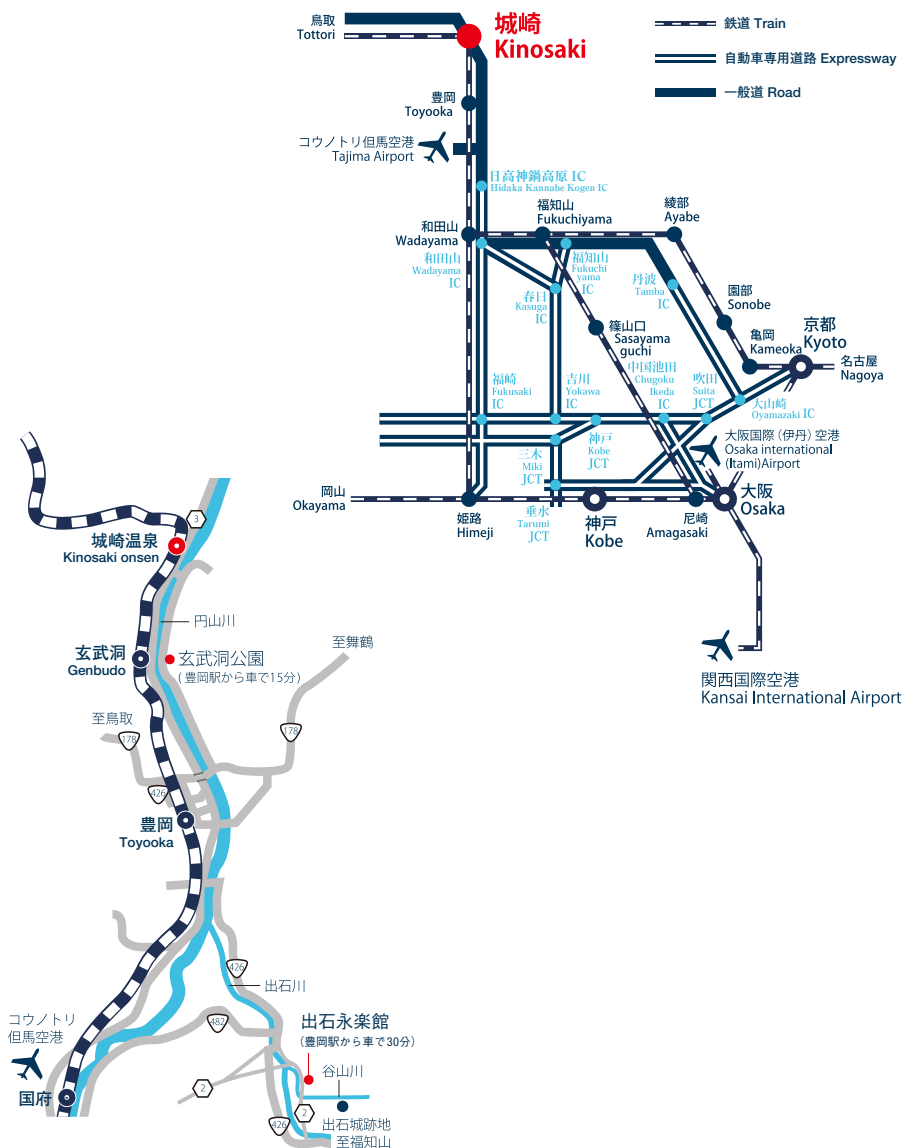 鳥取
Tottori
城崎
Kinosaki
鉄道 Train
自動車専用道路 Expressway
一般道 Road
豊岡
Toyooka
コウノトリ但馬空港
Tajima Airport
日高神鍋高原 IC
Hidaka Kannabe Kogen IC
和田山
Wadayama
福知山
Fukuchiyama
綾部
Ayabe
和田山
Wadayama
IC
福知山
Fukuchi
yama
IC
丹波
Tamba
IC
春日
Kasuga
IC
園部
Sonobe
篠山口
Sasayama
guchi
亀岡
Kameoka
京都
Kyoto
名古屋
Nagoya
福崎
Fukusaki
IC
吉川
Yokawa
IC
中国池田
Chugoku
Ikeda
IC
吹田
Suita
JCT
大山崎
Oyamazaki IC
三木
Miki
JCT
神戸
Kobe
JCT
大阪国際（伊丹）空港
Osaka international
(Itami)Airport
岡山
Okayama
姫路
Himeji
垂水
Tarumi
JCT
神戸
Kobe
尼崎
Amagasaki
大阪
Osaka
関西国際空港
Kansai International Airport
3
城崎温泉
Kinosaki onsen
円山川
玄武洞
Genbudo
玄武洞公園
(豊岡駅から車で15分)
至舞鶴
至鳥取
178
178
426
豊岡
Toyooka
426
出石川
コウノトリ
但馬空港
482
出石永楽館
(豊岡駅から車で30分)
谷山川
国府
2
2
426
出石城跡地
至福知山